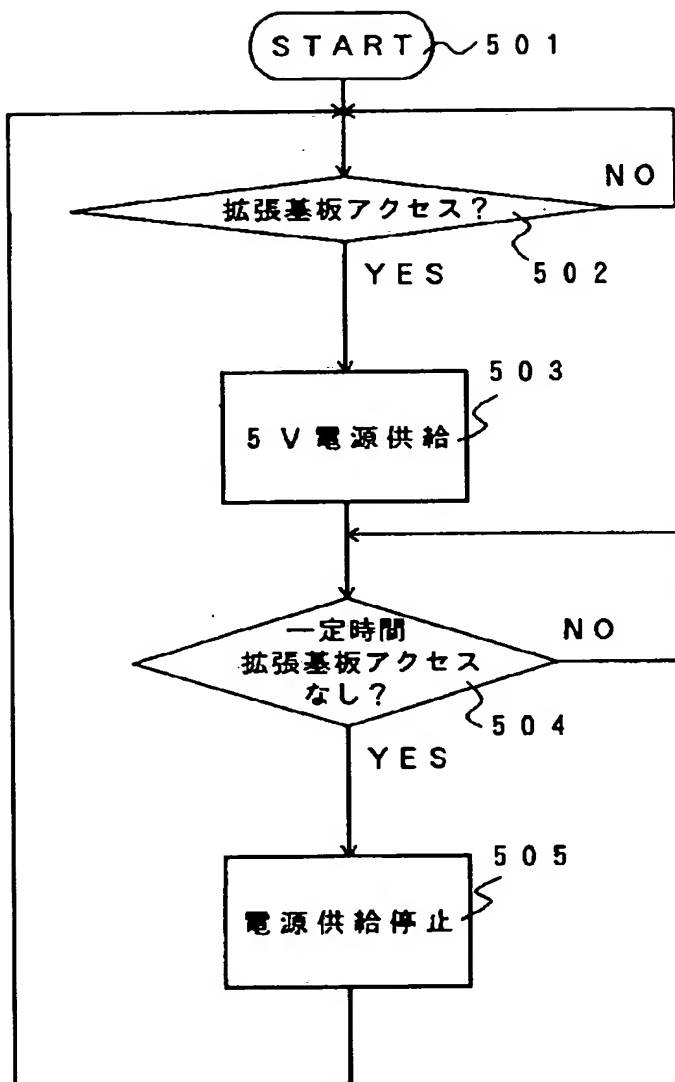 START
501
NO
拡張基板アクセス?
502
YES
503
5V電源供給
一定時間
NO
拡張基板アクセス
なし?
504
YES
505
電源供給停止